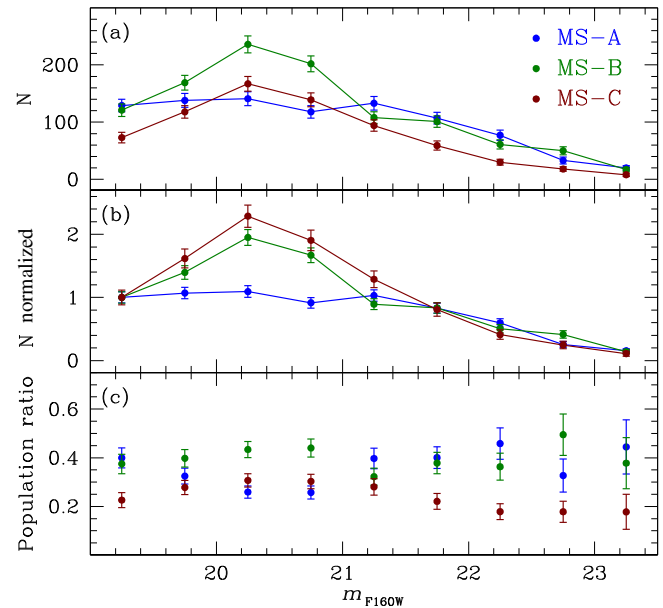 (a)
MS-A
MS-B
MS-C
N
200
100
0
(b)
N normalized
2
1
0
(c)
Population ratio
0.6
0.4
0.2
20 21 22 23
m_F160W